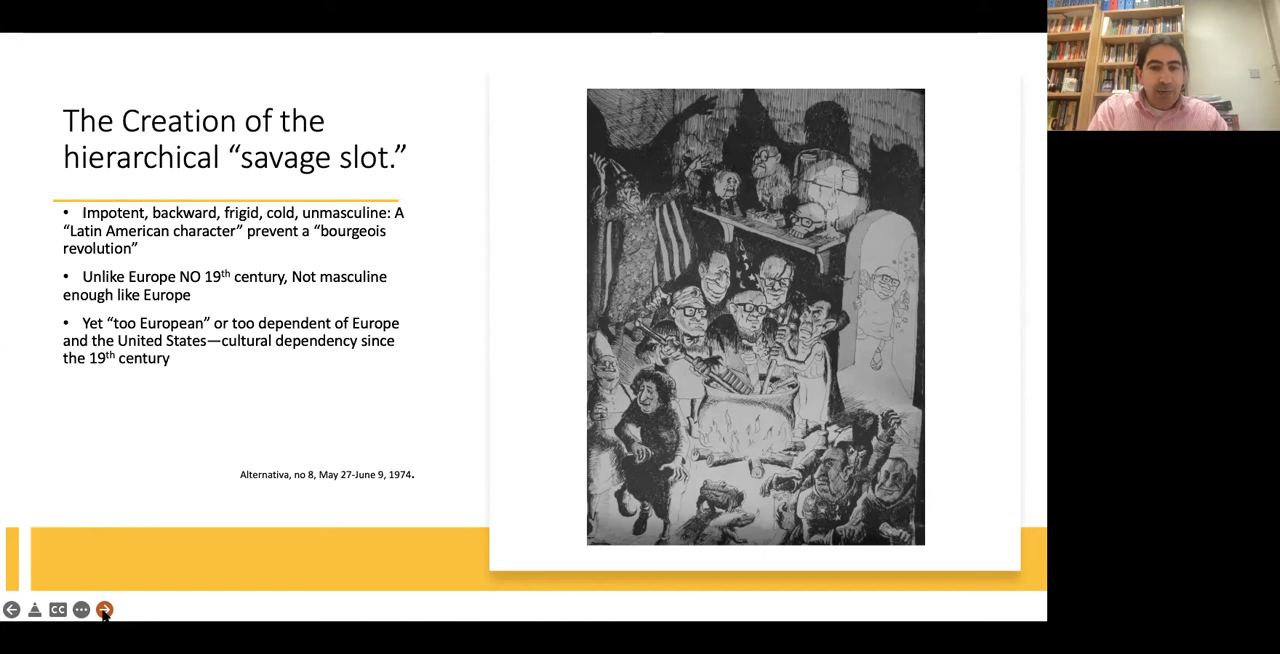 The Creation of the
hierarchical “savage slot.”
• Impotent, backward, frigid, cold, unmasculine: A
“Latin American character” prevent a “bourgeois
revolution”
• Unlike Europe NO 19th century, Not masculine
enough like Europe
• Yet “too European” or too dependent of Europe
and the United States—cultural dependency since
the 19th century
Alternativa, no 8, May 27-June 9, 1974.
CC